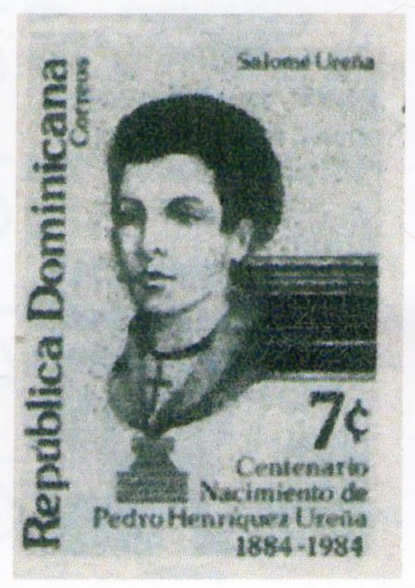 Salomé Ureña
República Dominicana
Correos
7¢
Centenario
Nacimiento de
Pedro Henríquez Ureña
1884-1984